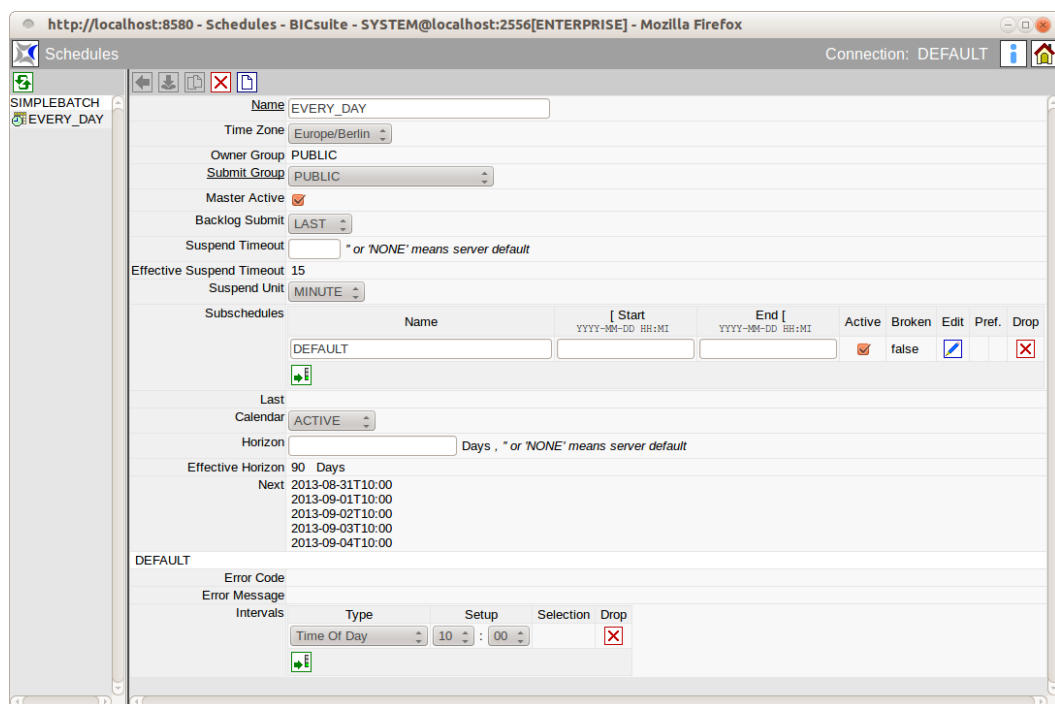 http://localhost:8580 - Schedules - BICsuite - SYSTEM@localhost:2556[ENTERPRISE] - Mozilla Firefox
Schedules
Connection: DEFAULT
SIMPLEBATCH
EVERY_DAY
Name EVERY_DAY
Time Zone Europe/Berlin
Owner Group PUBLIC
Submit Group PUBLIC
Master Active
Backlog Submit LAST
Suspend Timeout '' or 'NONE' means server default
Effective Suspend Timeout 15
Suspend Unit MINUTE
Subschedules
Name [ Start End [ Active Broken Edit Pref. Drop
YYYY-MM-DD HH:MI YYYY-MM-DD HH:MI
DEFAULT false
Last
Calendar ACTIVE
Horizon Days , '' or 'NONE' means server default
Effective Horizon 90 Days
Next 2013-08-31T10:00
2013-09-01T10:00
2013-09-02T10:00
2013-09-03T10:00
2013-09-04T10:00
DEFAULT
Error Code
Error Message
Intervals Type Setup Selection Drop
Time Of Day 10 : 00